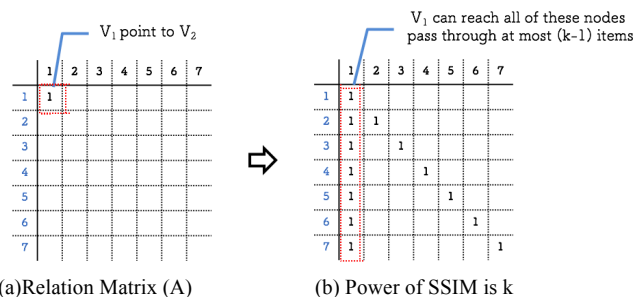 V1 point to V2
1 2 3 4 5 6 7
1 1
2
3
4
5
6
7
(a)Relation Matrix (A)
V1 can reach all of these nodes
pass through at most (k-1) items
1 2 3 4 5 6 7
1 1
2 1 1
3 1 1
4 1 1
5 1 1
6 1 1
7 1 1
(b) Power of SSIM is k